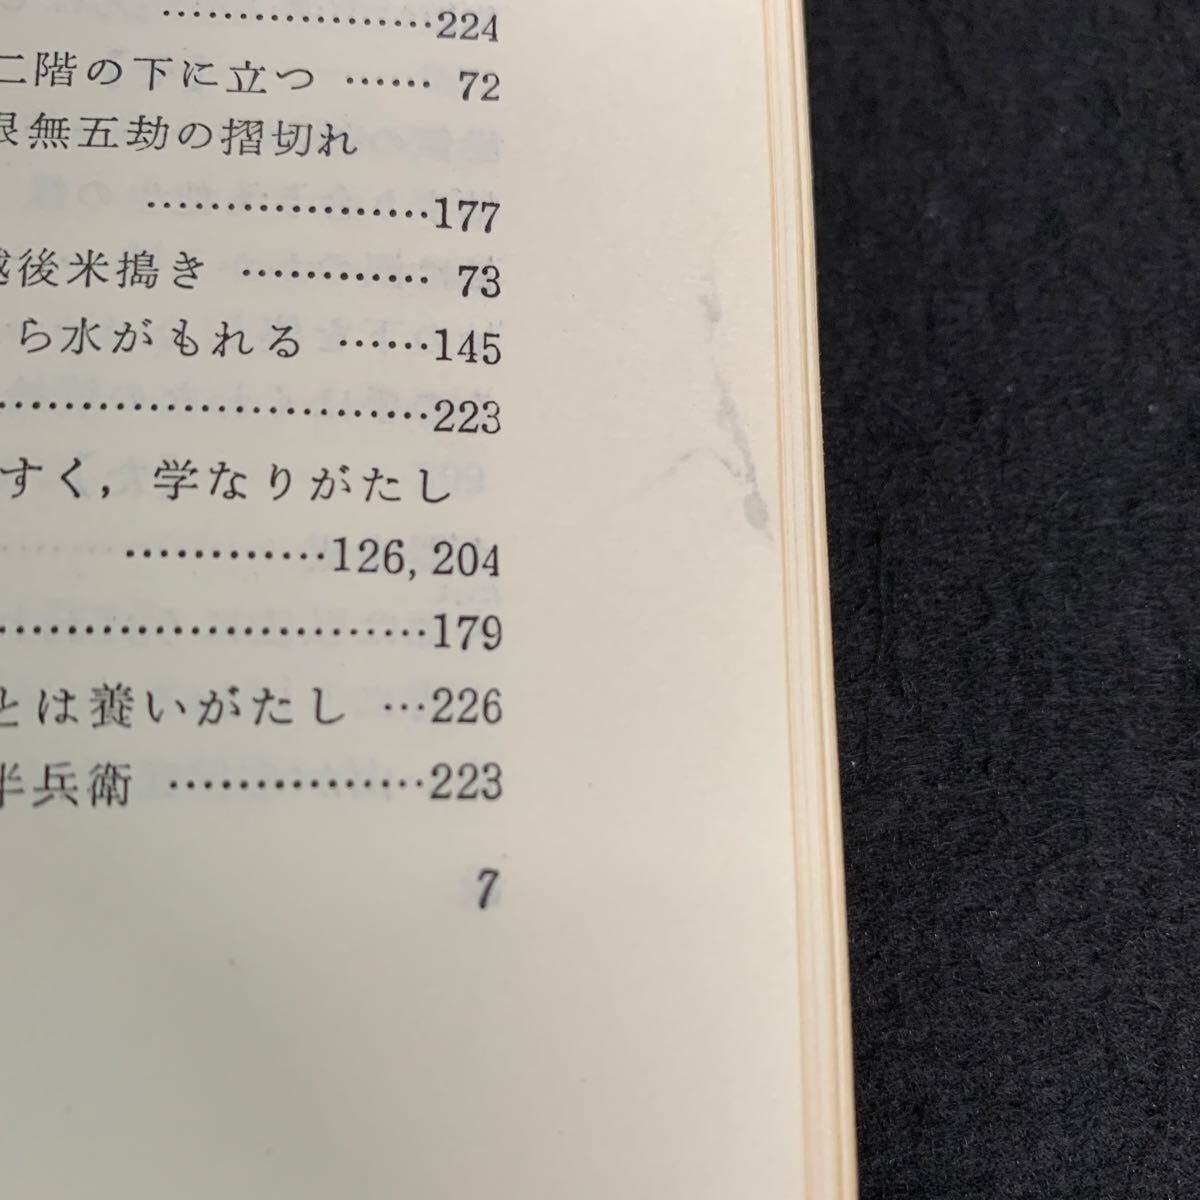 ………………224
二階の下に立つ …… 72
限無五劫の摺切れ
………………177
越後米搗き ………… 73
ら水がもれる ……145
…………………………223
すく，学なりがたし
…………126, 204
…………………………179
とは養いがたし …226
半兵衛 ……………223
7